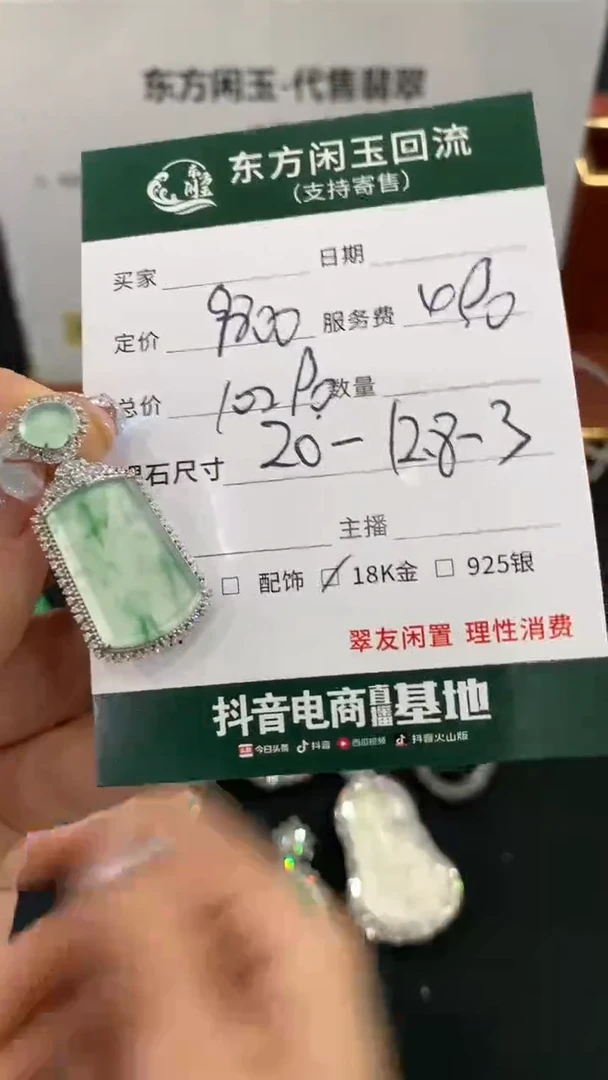 东方闲玉·代售翡翠
东方闲玉回流
(支持寄售)
买家 日期
定价 9800 服务费
总价 数量
石尺寸 20-12.8-3
主播
配饰 18K金 925银
翠友闲置 理性消费
抖音电商直播基地
头条 今日头条 抖音 西瓜视频 抖音火山版